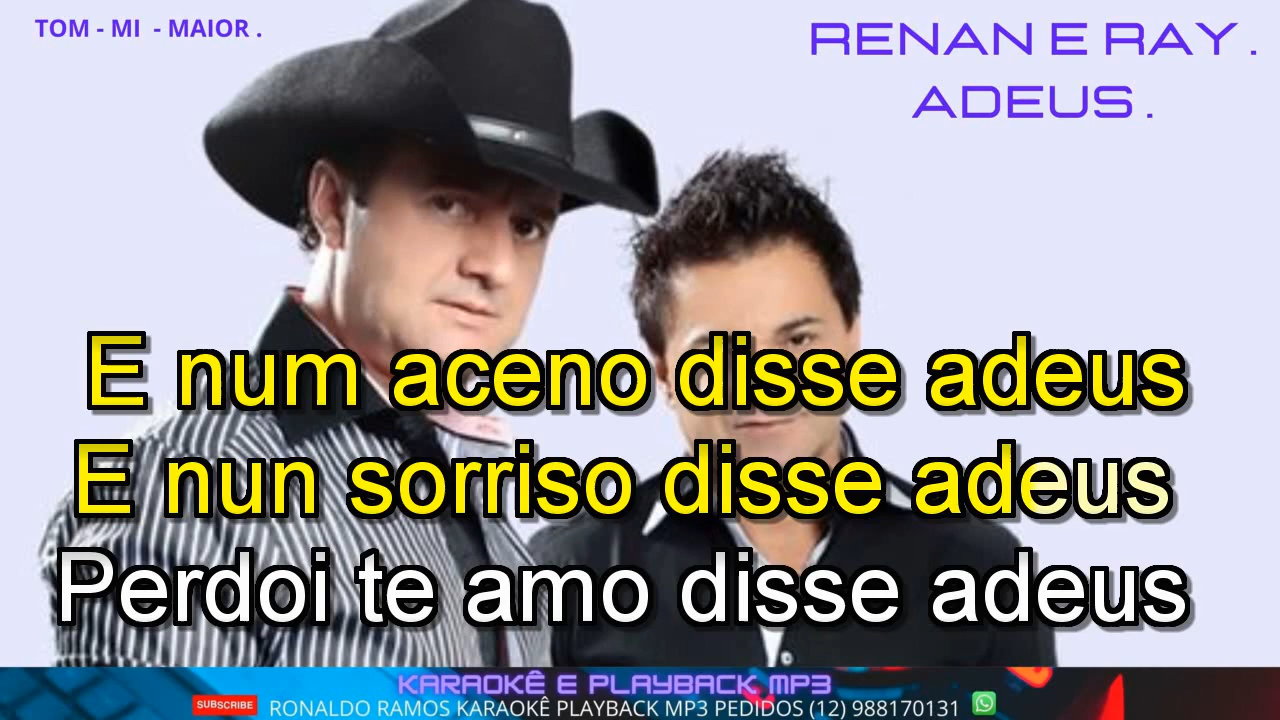 TOM - MI - MAIOR .
RENAN E RAY .
ADEUS .
E num aceno disse adeus
E nun sorriso disse adeus
Perdoi te amo disse adeus
KARAOKÊ E PLAYBACK MP3
SUBSCRIBE
RONALDO RAMOS KARAOKÊ PLAYBACK MP3 PEDIDOS (12) 988170131